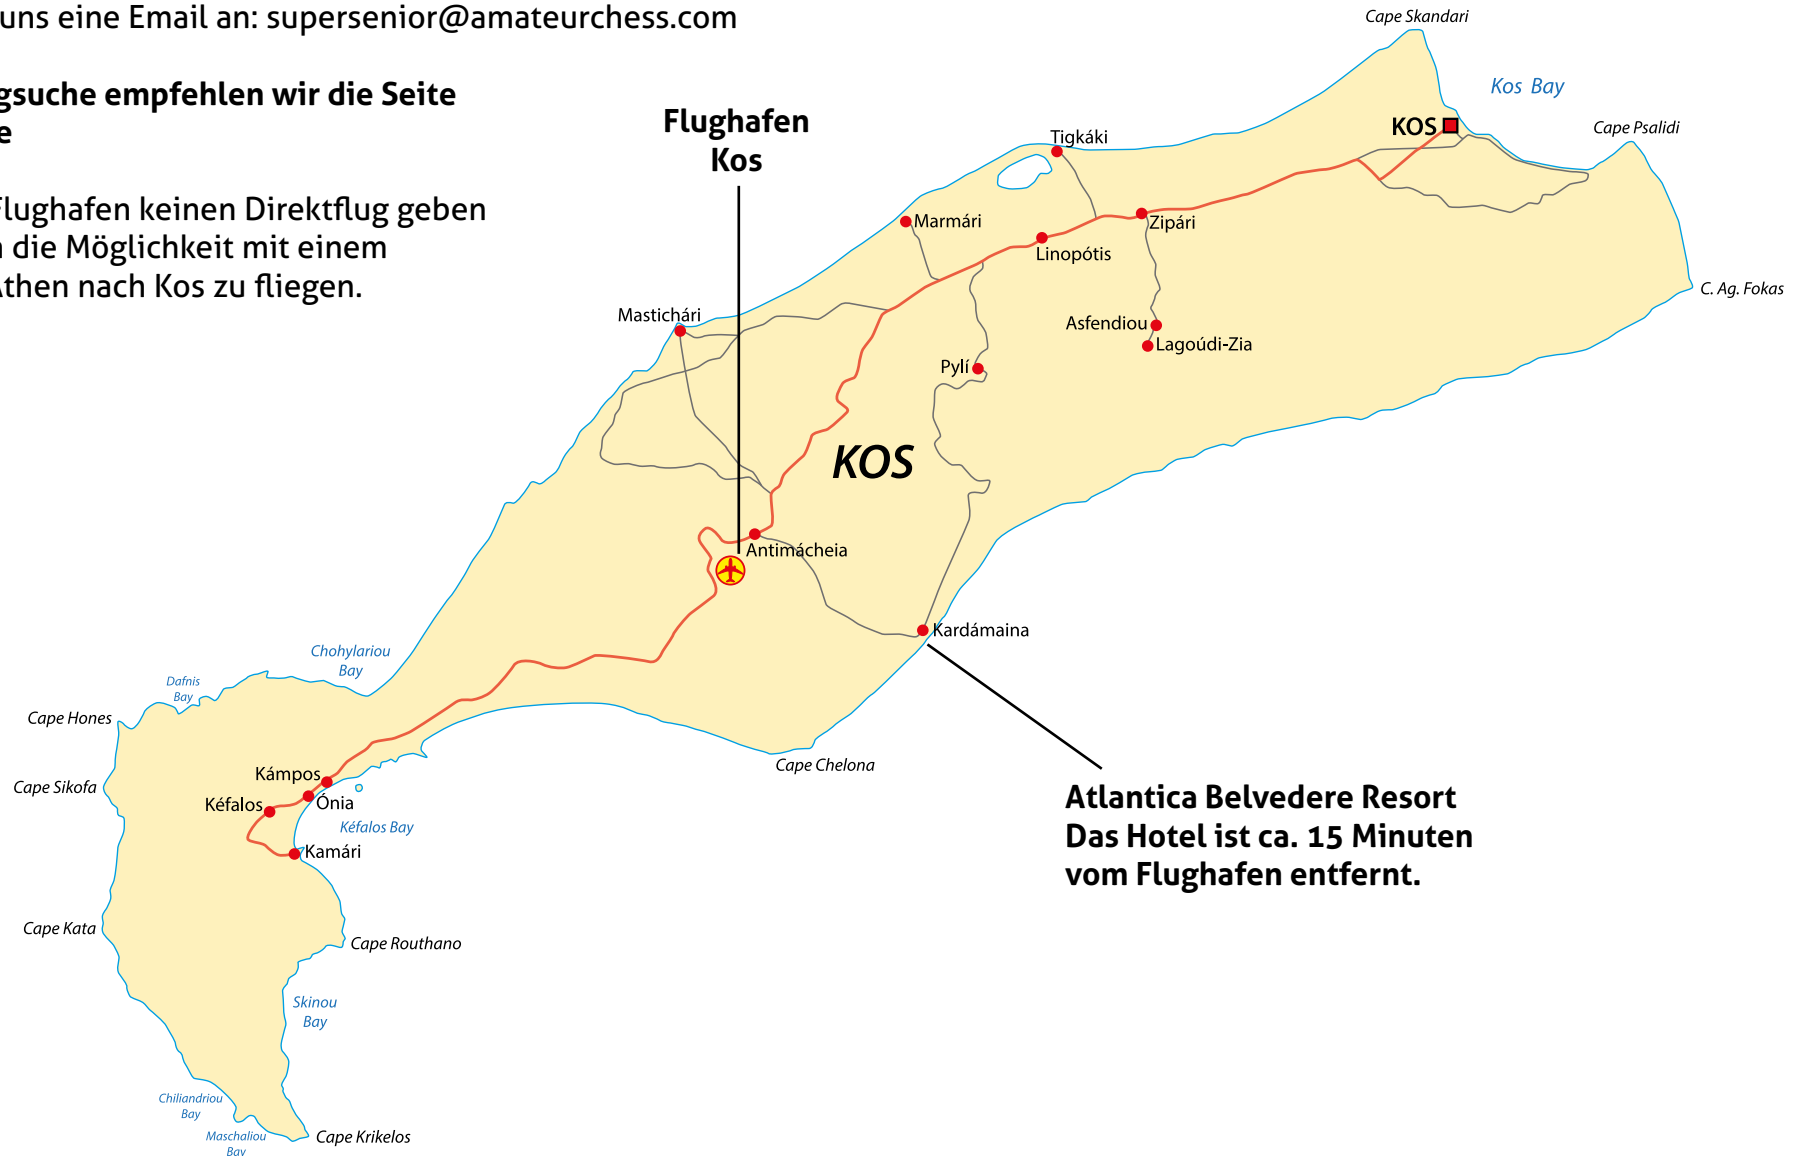 uns eine Email an: supersenior@amateurchess.com
gsuche empfehlen wir die Seite
e
Flughafen keinen Direktflug geben
die Möglichkeit mit einem
Athen nach Kos zu fliegen.
Flughafen
Kos
Cape Skandari
Kos Bay
KOS
Cape Psalidi
Tigkáki
Marmári
Zipári
Linopótis
C. Ag. Fokas
Mastichári
Asfendiou
Lagoúdi-Zia
Pylí
KOS
Antimácheia
Kardámaina
Chohylariou
Bay
Dafnis
Bay
Cape Hones
Cape Chelona
Cape Sikofa
Kámpos
Kéfalos
Ónia
Kéfalos Bay
Kamári
Atlantica Belvedere Resort
Das Hotel ist ca. 15 Minuten
vom Flughafen entfernt.
Cape Kata
Cape Routhano
Skinou
Bay
Chiliandriou
Bay
Maschaliou
Bay
Cape Krikelos